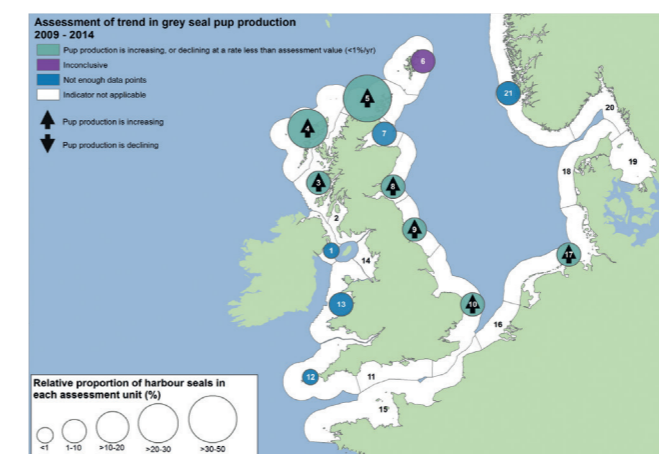 Assessment of trend in grey seal pup production
2009 - 2014
Pup production is increasing, or declining at a rate less than assessment value (<1%/yr)
Inconclusive
Not enough data points
Indicator not applicable
Pup production is increasing
Pup production is declining
6
5
21
4
7
20
19
3
8
18
2
9
1
14
17
13
10
16
12
11
15
Relative proportion of harbour seals in
each assessment unit (%)
<1 1-10 >10-20 >20-30 >30-50